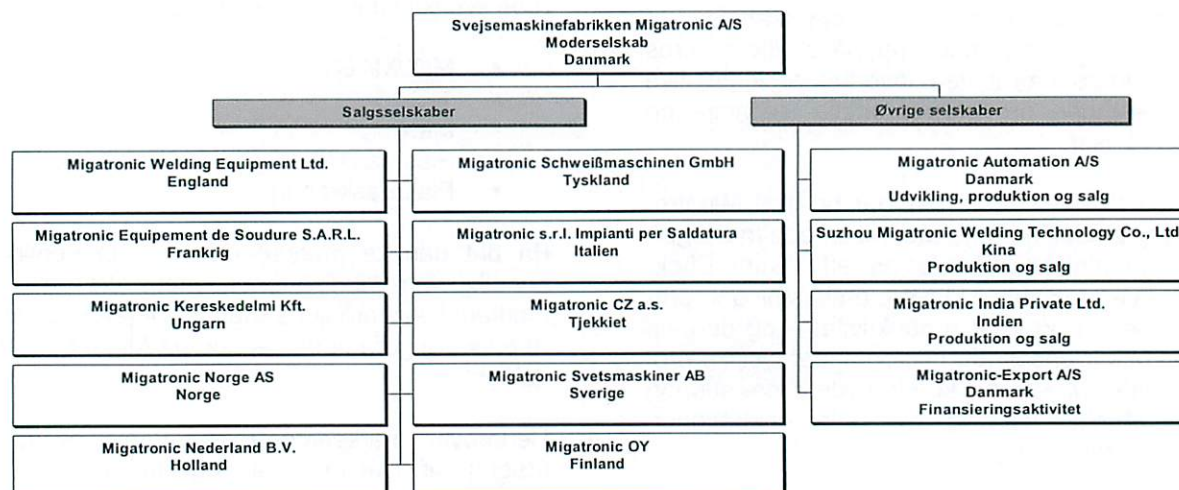 Svejsemaskinefabrikken Migatronic A/S
Moderselskab
Danmark
Salgsselskaber
Øvrige selskaber
Migatronic Welding Equipment Ltd.
England
Migatronic Schweißmaschinen GmbH
Tyskland
Migatronic Automation A/S
Danmark
Udvikling, produktion og salg
Migatronic Equipement de Soudure S.A.R.L.
Frankrig
Migatronic s.r.l. Impianti per Saldatura
Italien
Suzhou Migatronic Welding Technology Co., Ltd
Kina
Produktion og salg
Migatronic Kereskedelmi Kft.
Ungarn
Migatronic CZ a.s.
Tjekkiet
Migatronic India Private Ltd.
Indien
Produktion og salg
Migatronic Norge AS
Norge
Migatronic Svetsmaskiner AB
Sverige
Migatronic-Export A/S
Danmark
Finansieringsaktivitet
Migatronic Nederland B.V.
Holland
Migatronic OY
Finland